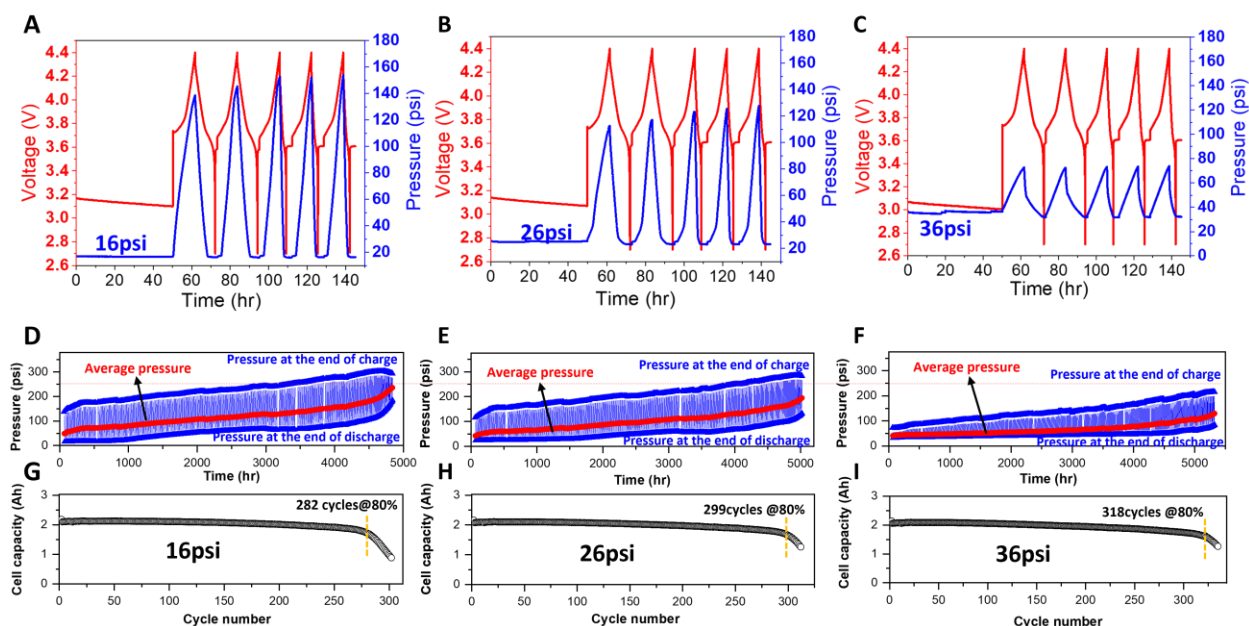 A
Voltage (V)
4.4
4.2
4.0
3.8
3.6
3.4
3.2
3.0
2.8
2.6
16psi
180
160
140
120
100
80
60
40
20
0
Pressure (psi)
0 20 40 60 80 100 120 140
Time (hr)
B
Voltage (V)
4.4
4.2
4.0
3.8
3.6
3.4
3.2
3.0
2.8
2.6
26psi
180
160
140
120
100
80
60
40
20
0
Pressure (psi)
0 20 40 60 80 100 120 140
Time (hr)
C
Voltage (V)
4.4
4.2
4.0
3.8
3.6
3.4
3.2
3.0
2.8
2.6
36psi
180
160
140
120
100
80
60
40
20
0
Pressure (psi)
0 20 40 60 80 100 120 140
Time (hr)
D
Pressure (psi)
300
200
100
0
Pressure at the end of charge
Average pressure
Pressure at the end of discharge
0 1000 2000 3000 4000 5000
Time (hr)
E
Pressure (psi)
300
200
100
0
Pressure at the end of charge
Average pressure
Pressure at the end of discharge
0 1000 2000 3000 4000 5000
Time (hr)
F
Pressure (psi)
300
200
100
0
Pressure at the end of charge
Average pressure
Pressure at the end of discharge
0 1000 2000 3000 4000 5000
Time (hr)
G
Cell capacity (Ah)
3
2
1
0
282 cycles@80%
16psi
0 50 100 150 200 250 300
Cycle number
H
Cell capacity (Ah)
3
2
1
0
299cycles @80%
26psi
0 50 100 150 200 250 300
Cycle number
I
Cell capacity (Ah)
3
2
1
0
318cycles@80%
36psi
0 50 100 150 200 250 300
Cycle number